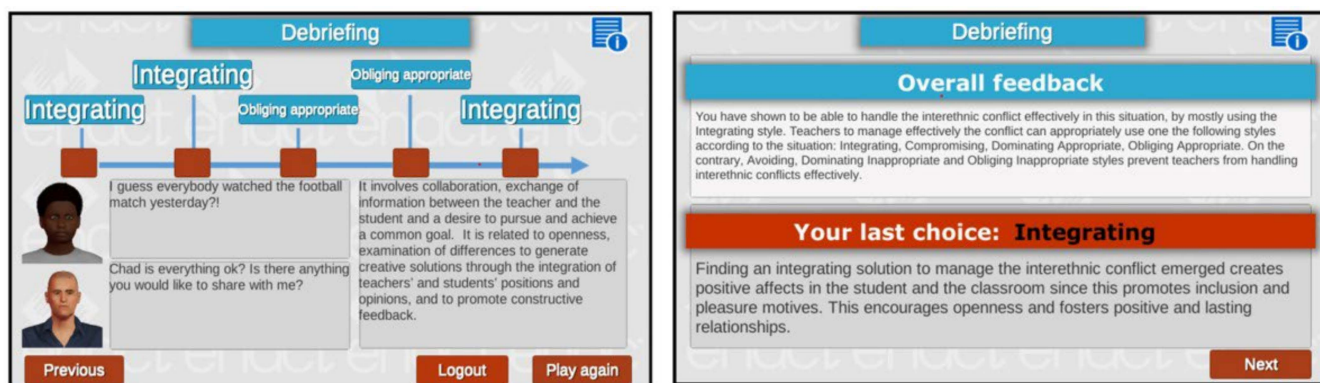 Debriefing
Integrating
Obliging appropriate
Integrating
Obliging appropriate
Integrating
I guess everybody watched the football
match yesterday?!
Chad is everything ok? Is there anything
you would like to share with me?
It involves collaboration, exchange of
information between the teacher and the
student and a desire to pursue and achieve
a common goal. It is related to openness,
examination of differences to generate
creative solutions through the integration of
teachers' and students' positions and
opinions, and to promote constructive
feedback.
Previous
Logout
Play again
Debriefing
Overall feedback
You have shown to be able to handle the interethnic conflict effectively in this situation, by mostly using the
Integrating style. Teachers to manage effectively the conflict can appropriately use one the following styles
according to the situation: Integrating, Compromising, Dominating Appropriate, Obliging Appropriate. On the
contrary, Avoiding, Dominating Inappropriate and Obliging Inappropriate styles prevent teachers from handling
interethnic conflicts effectively.
Your last choice: Integrating
Finding an integrating solution to manage the interethnic conflict emerged creates
positive affects in the student and the classroom since this promotes inclusion and
pleasure motives. This encourages openness and fosters positive and lasting
relationships.
Next